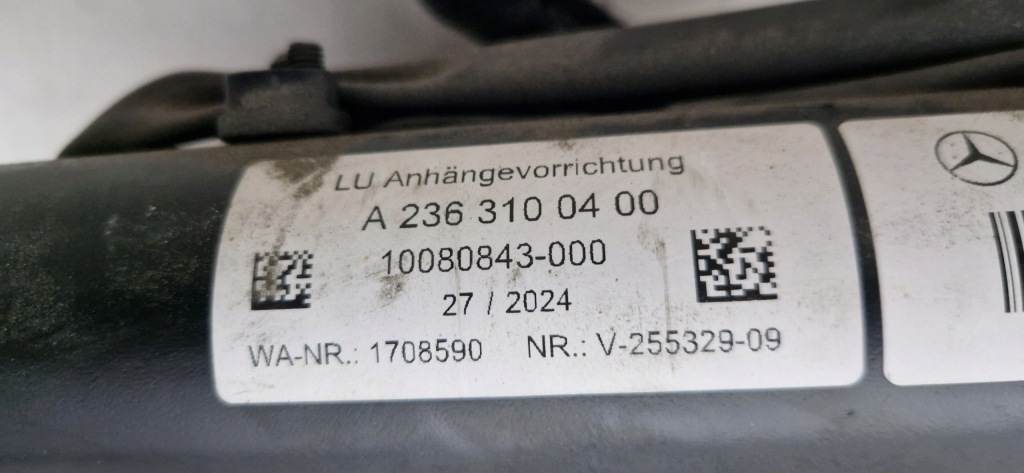 LU Anhängevorrichtung
A 236 310 04 00
10080843-000
27 / 2024
WA-NR.: 1708590 NR.: V-255329-09